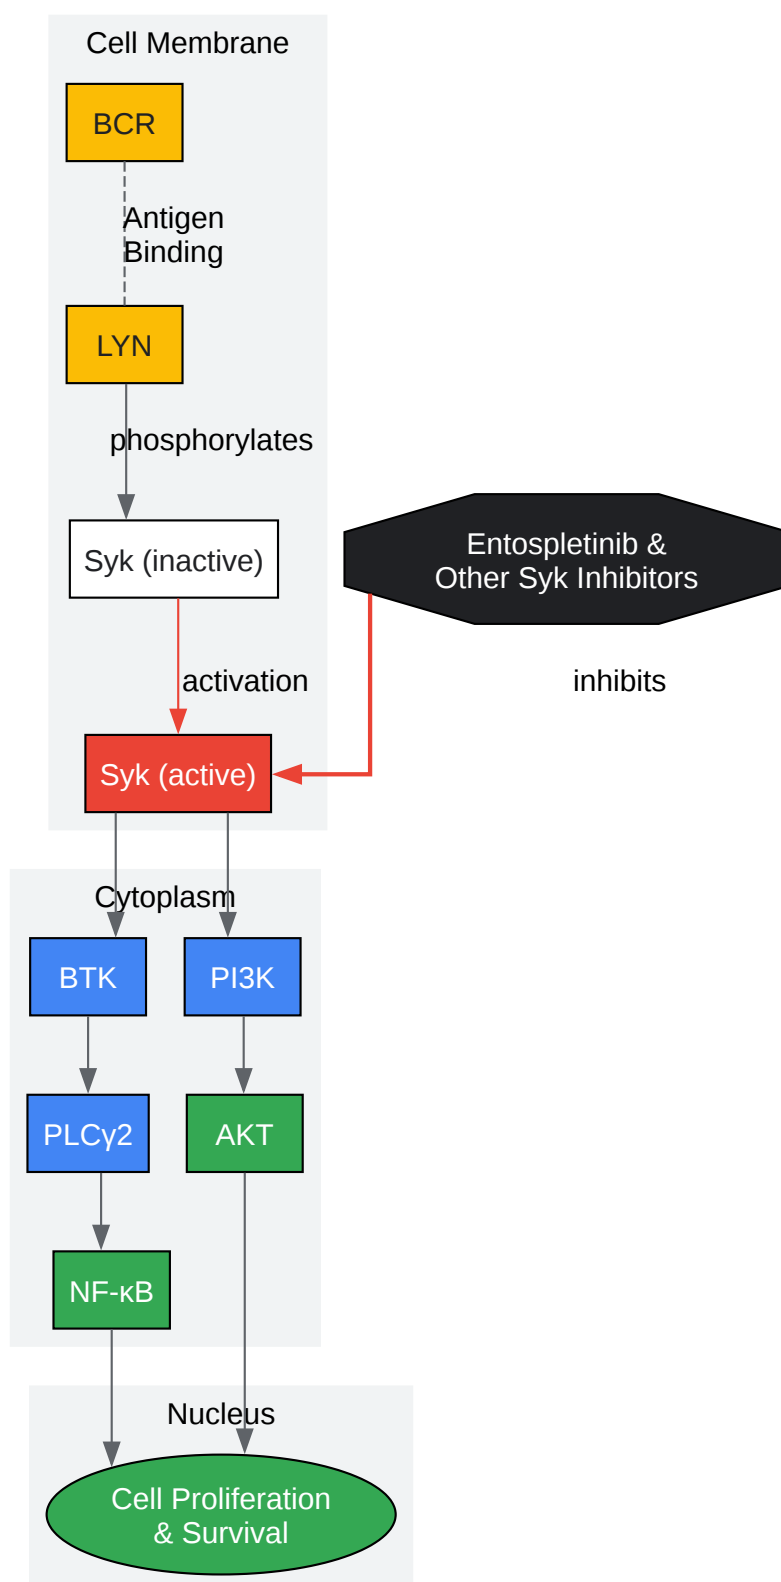 Cell Membrane
BCR
Antigen
Binding
LYN
phosphorylates
Syk (inactive)
Entospletinib &
Other Syk Inhibitors
activation
inhibits
Syk (active)
Cytoplasm
BTK
PI3K
PLCγ2
AKT
NF-κB
Nucleus
Cell Proliferation
& Survival